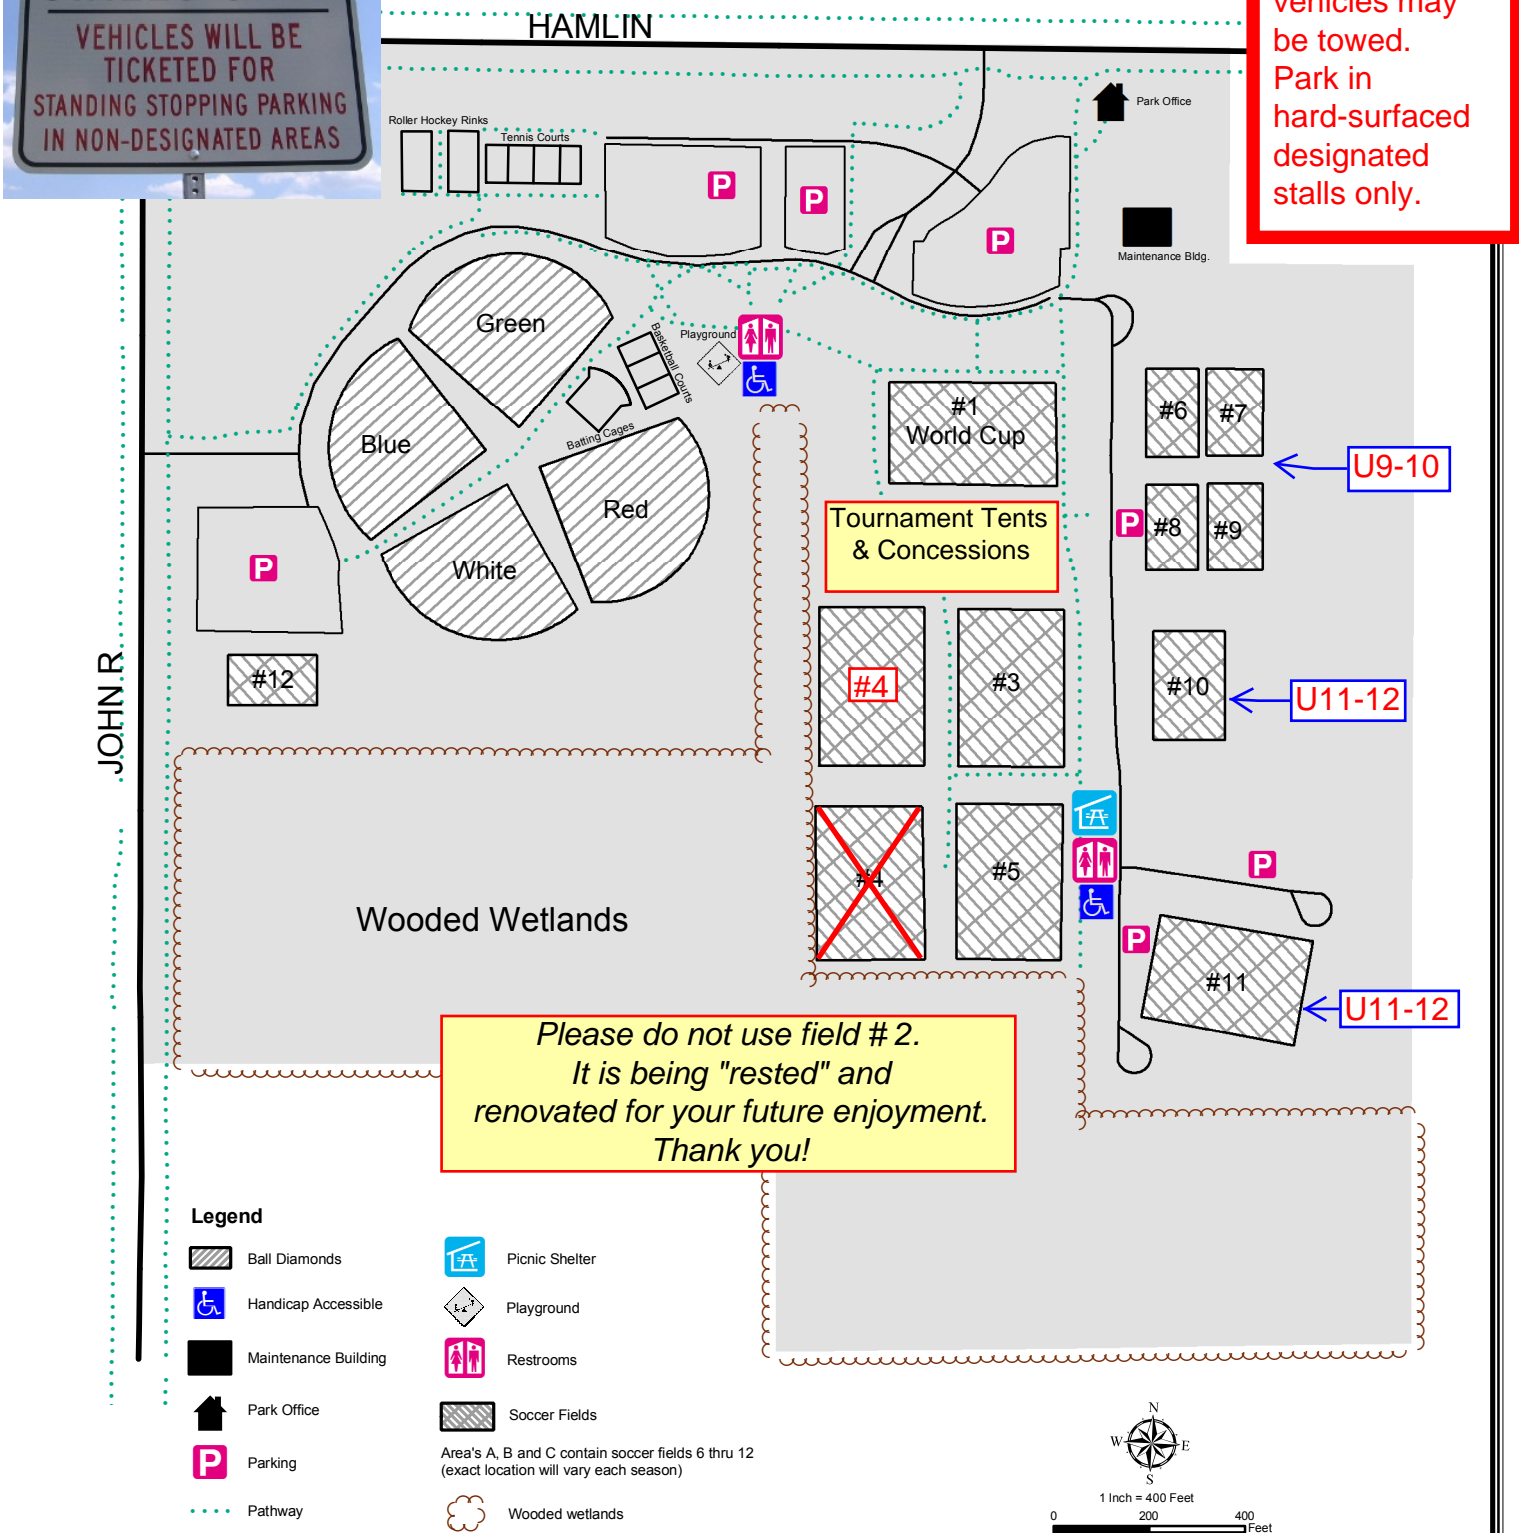 VEHICLES WILL BE
TICKETED FOR
STANDING STOPPING PARKING
IN NON-DESIGNATED AREAS
HAMLIN
vehicles may
be towed.
Park in
hard-surfaced
designated
stalls only.
Park Office
Roller Hockey Rinks
Tennis Courts
P
P
P
Maintenance Bldg.
Green
Basketball Courts
Playground
Blue
Batting Cages
Red
White
#1
World Cup
#6
#7
U9-10
#8
#9
P
Tournament Tents
& Concessions
P
JOHN R
#12
#4
#3
#10
U11-12
#4
#5
P
P
#11
U11-12
Wooded Wetlands
Please do not use field # 2.
It is being "rested" and
renovated for your future enjoyment.
Thank you!
Legend
Ball Diamonds
Handicap Accessible
Maintenance Building
Park Office
P Parking
Pathway
Picnic Shelter
Playground
Restrooms
Soccer Fields
Area's A, B and C contain soccer fields 6 thru 12
(exact location will vary each season)
Wooded wetlands
N
W E
S
1 Inch = 400 Feet
0 200 400
Feet